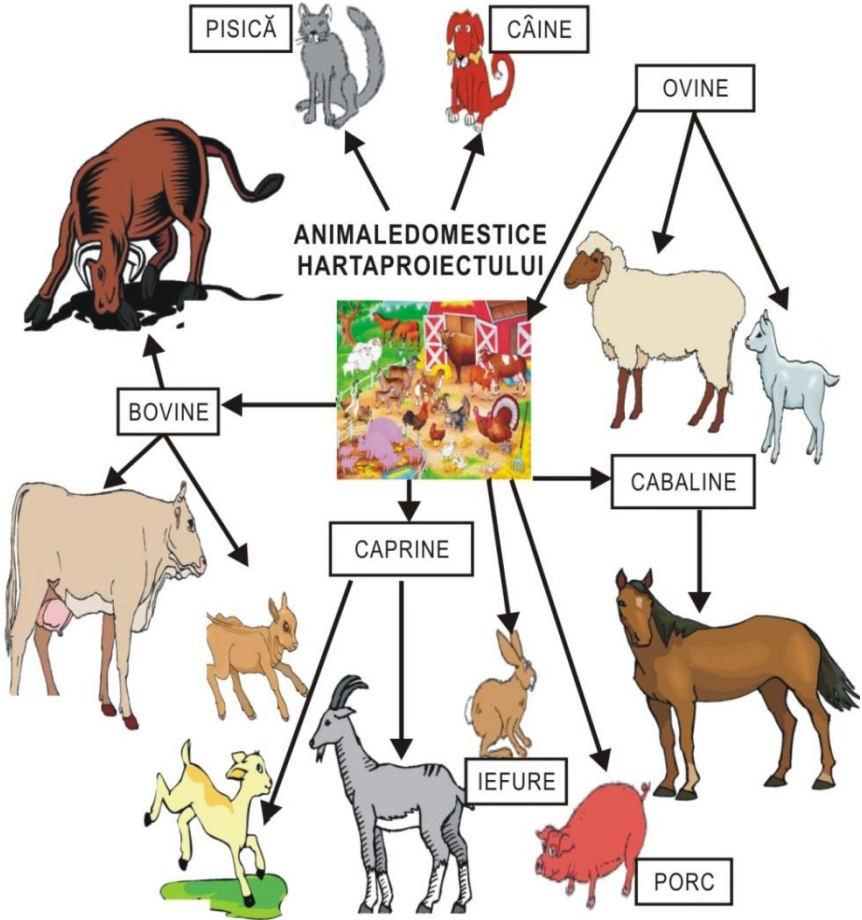 PISICĂ
CÂINE
OVINE
ANIMALEDOMESTICE
HARTAPROIECTULUI
BOVINE
CABALINE
CAPRINE
IEFURE
PORC